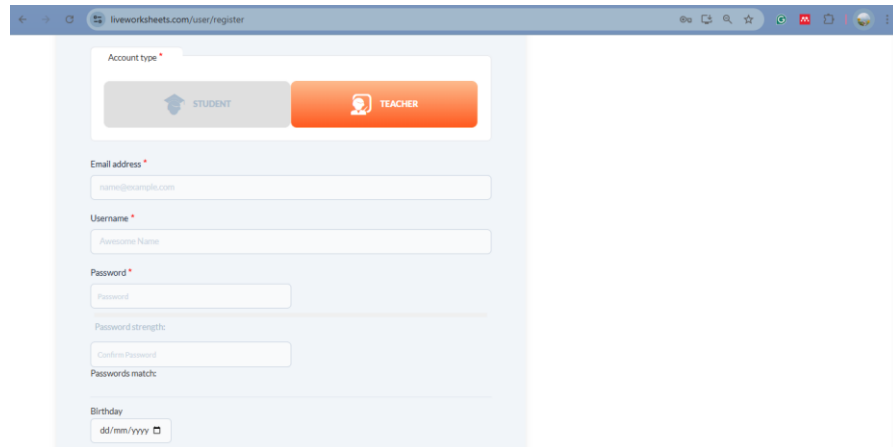 liveworksheets.com/user/register
Account type *
STUDENT
TEACHER
Email address *
name@example.com
Username *
Awesome Name
Password *
Password
Password strength:
Confirm Password
Passwords match:
Birthday
dd/mm/yyyy